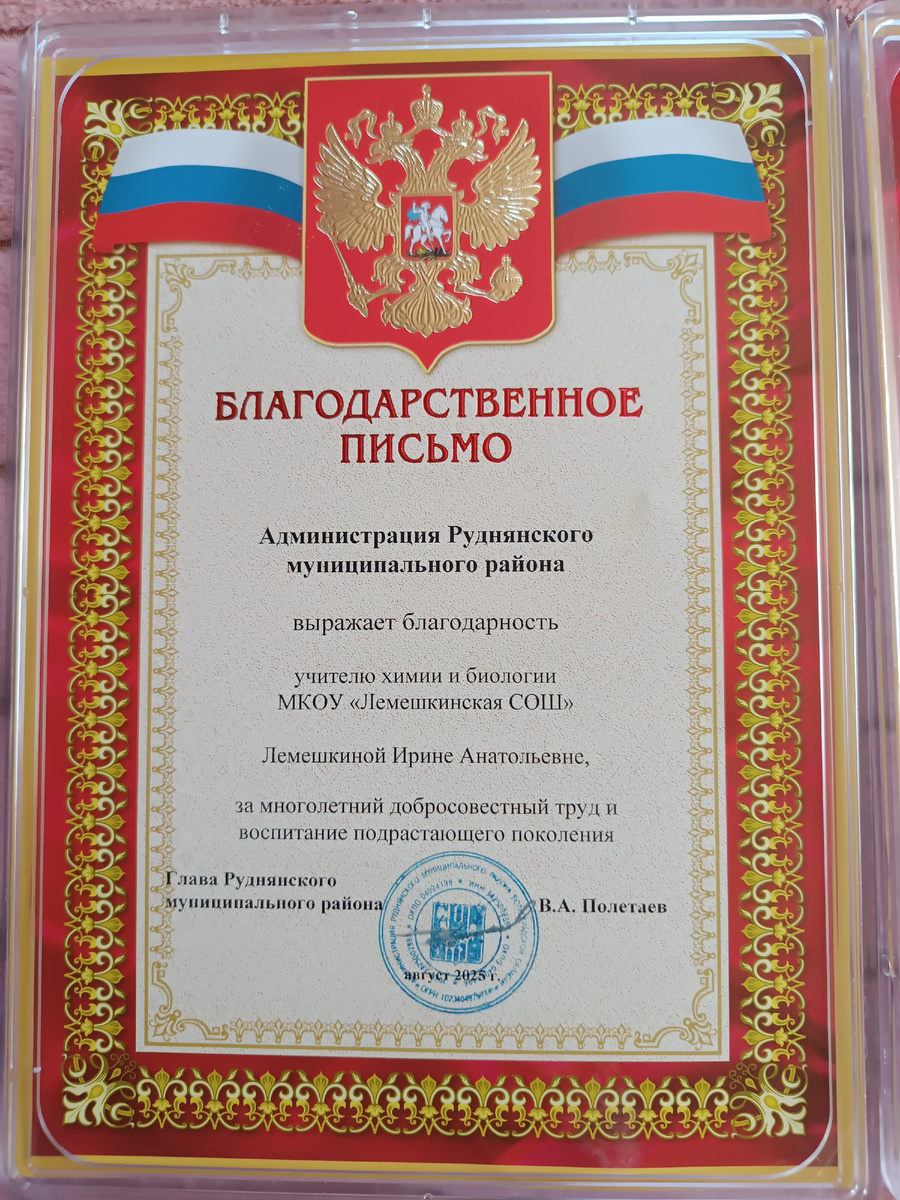 БЛАГОДАРСТВЕННОЕ
ПИСЬМО
Администрация Руднянского
муниципального района
выражает благодарность
учителю химии и биологии
МКОУ «Лемешкинская СОШ»
Лемешкиной Ирине Анатольевне,
за многолетний добросовестный труд и
воспитание подрастающего поколения
Глава Руднянского
муниципального района
В.А. Полетаев
август 2025 г.